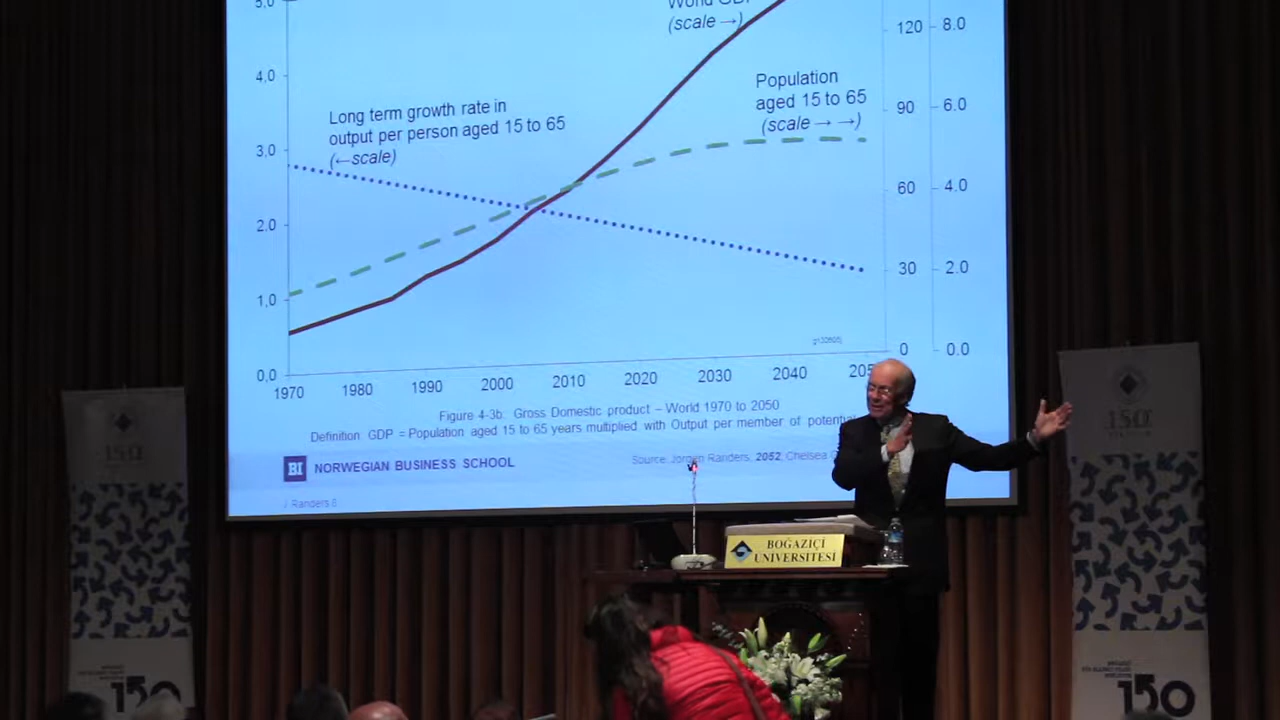 5,0
World GDP
(scale →)
120
8.0
4,0
Population
aged 15 to 65
(scale → →)
90
6.0
Long term growth rate in
output per person aged 15 to 65
(←scale)
3,0
60
4.0
2,0
30
2.0
1,0
0
0.0
0,0
1970 1980 1990 2000 2010 2020 2030 2040
Figure 4-3b: Gross Domestic product – World 1970 to 2050
Definition: GDP = Population aged 15 to 65 years multiplied with Output per member of potential
BI NORWEGIAN BUSINESS SCHOOL
Source: Jorgen Randers, 2052, Chelsea
J Randers 6
BOĞAZİÇİ
ÜNİVERSİTESİ
150
150
150
150